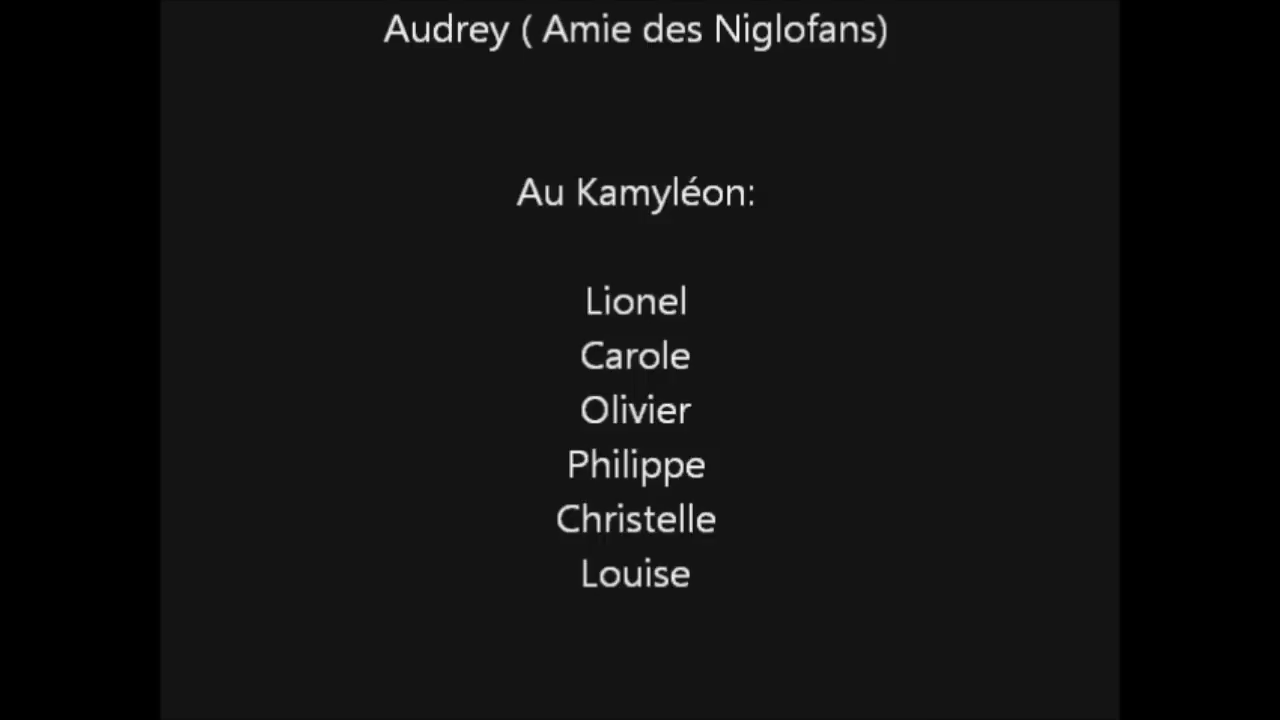 Audrey ( Amie des Niglofans)
Au Kamyléon:
Lionel
Carole
Olivier
Philippe
Christelle
Louise